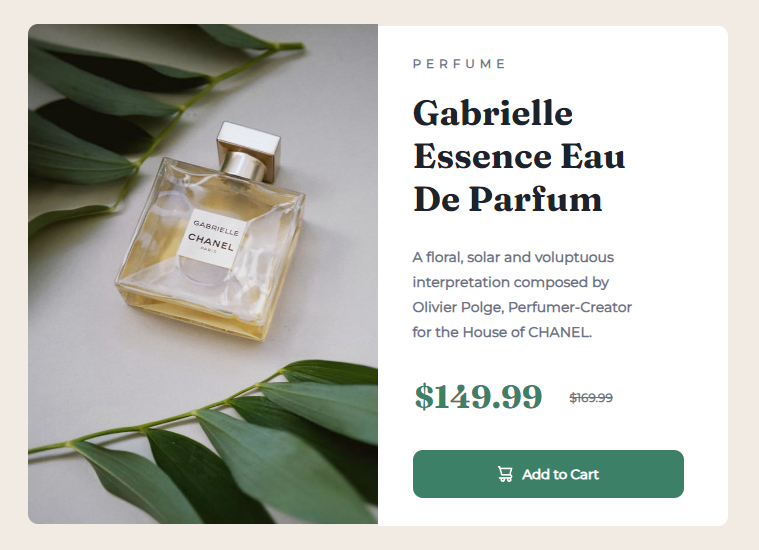 GABRIELLE
CHANEL
PARIS
PERFUME
Gabrielle
Essence Eau
De Parfum
A floral, solar and voluptuous
interpretation composed by
Olivier Polge, Perfumer-Creator
for the House of CHANEL.
$149.99 $169.99
Add to Cart